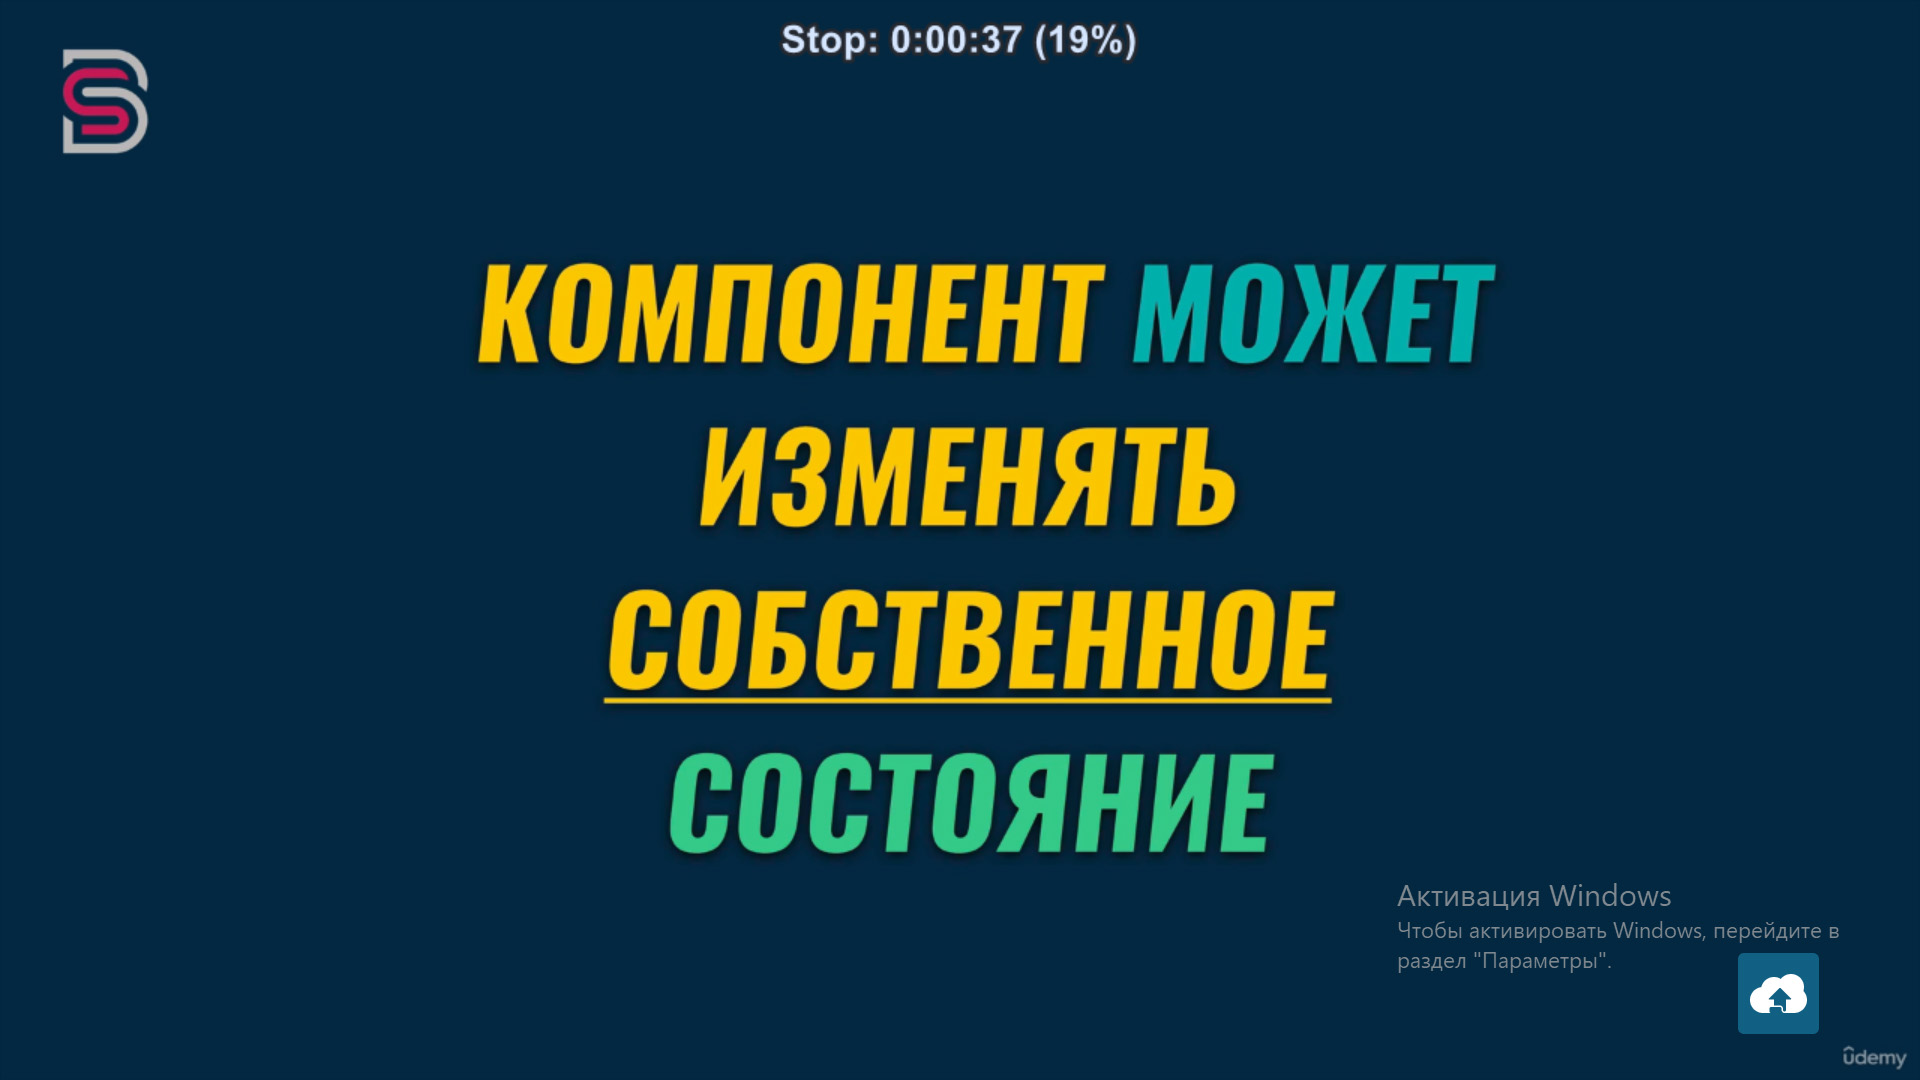 Stop: 0:00:37 (19%)
КОМПОНЕНТ МОЖЕТ
ИЗМЕНЯТЬ
СОБСТВЕННОЕ
СОСТОЯНИЕ
Активация Windows
Чтобы активировать Windows, перейдите в
раздел "Параметры".
ûdemy